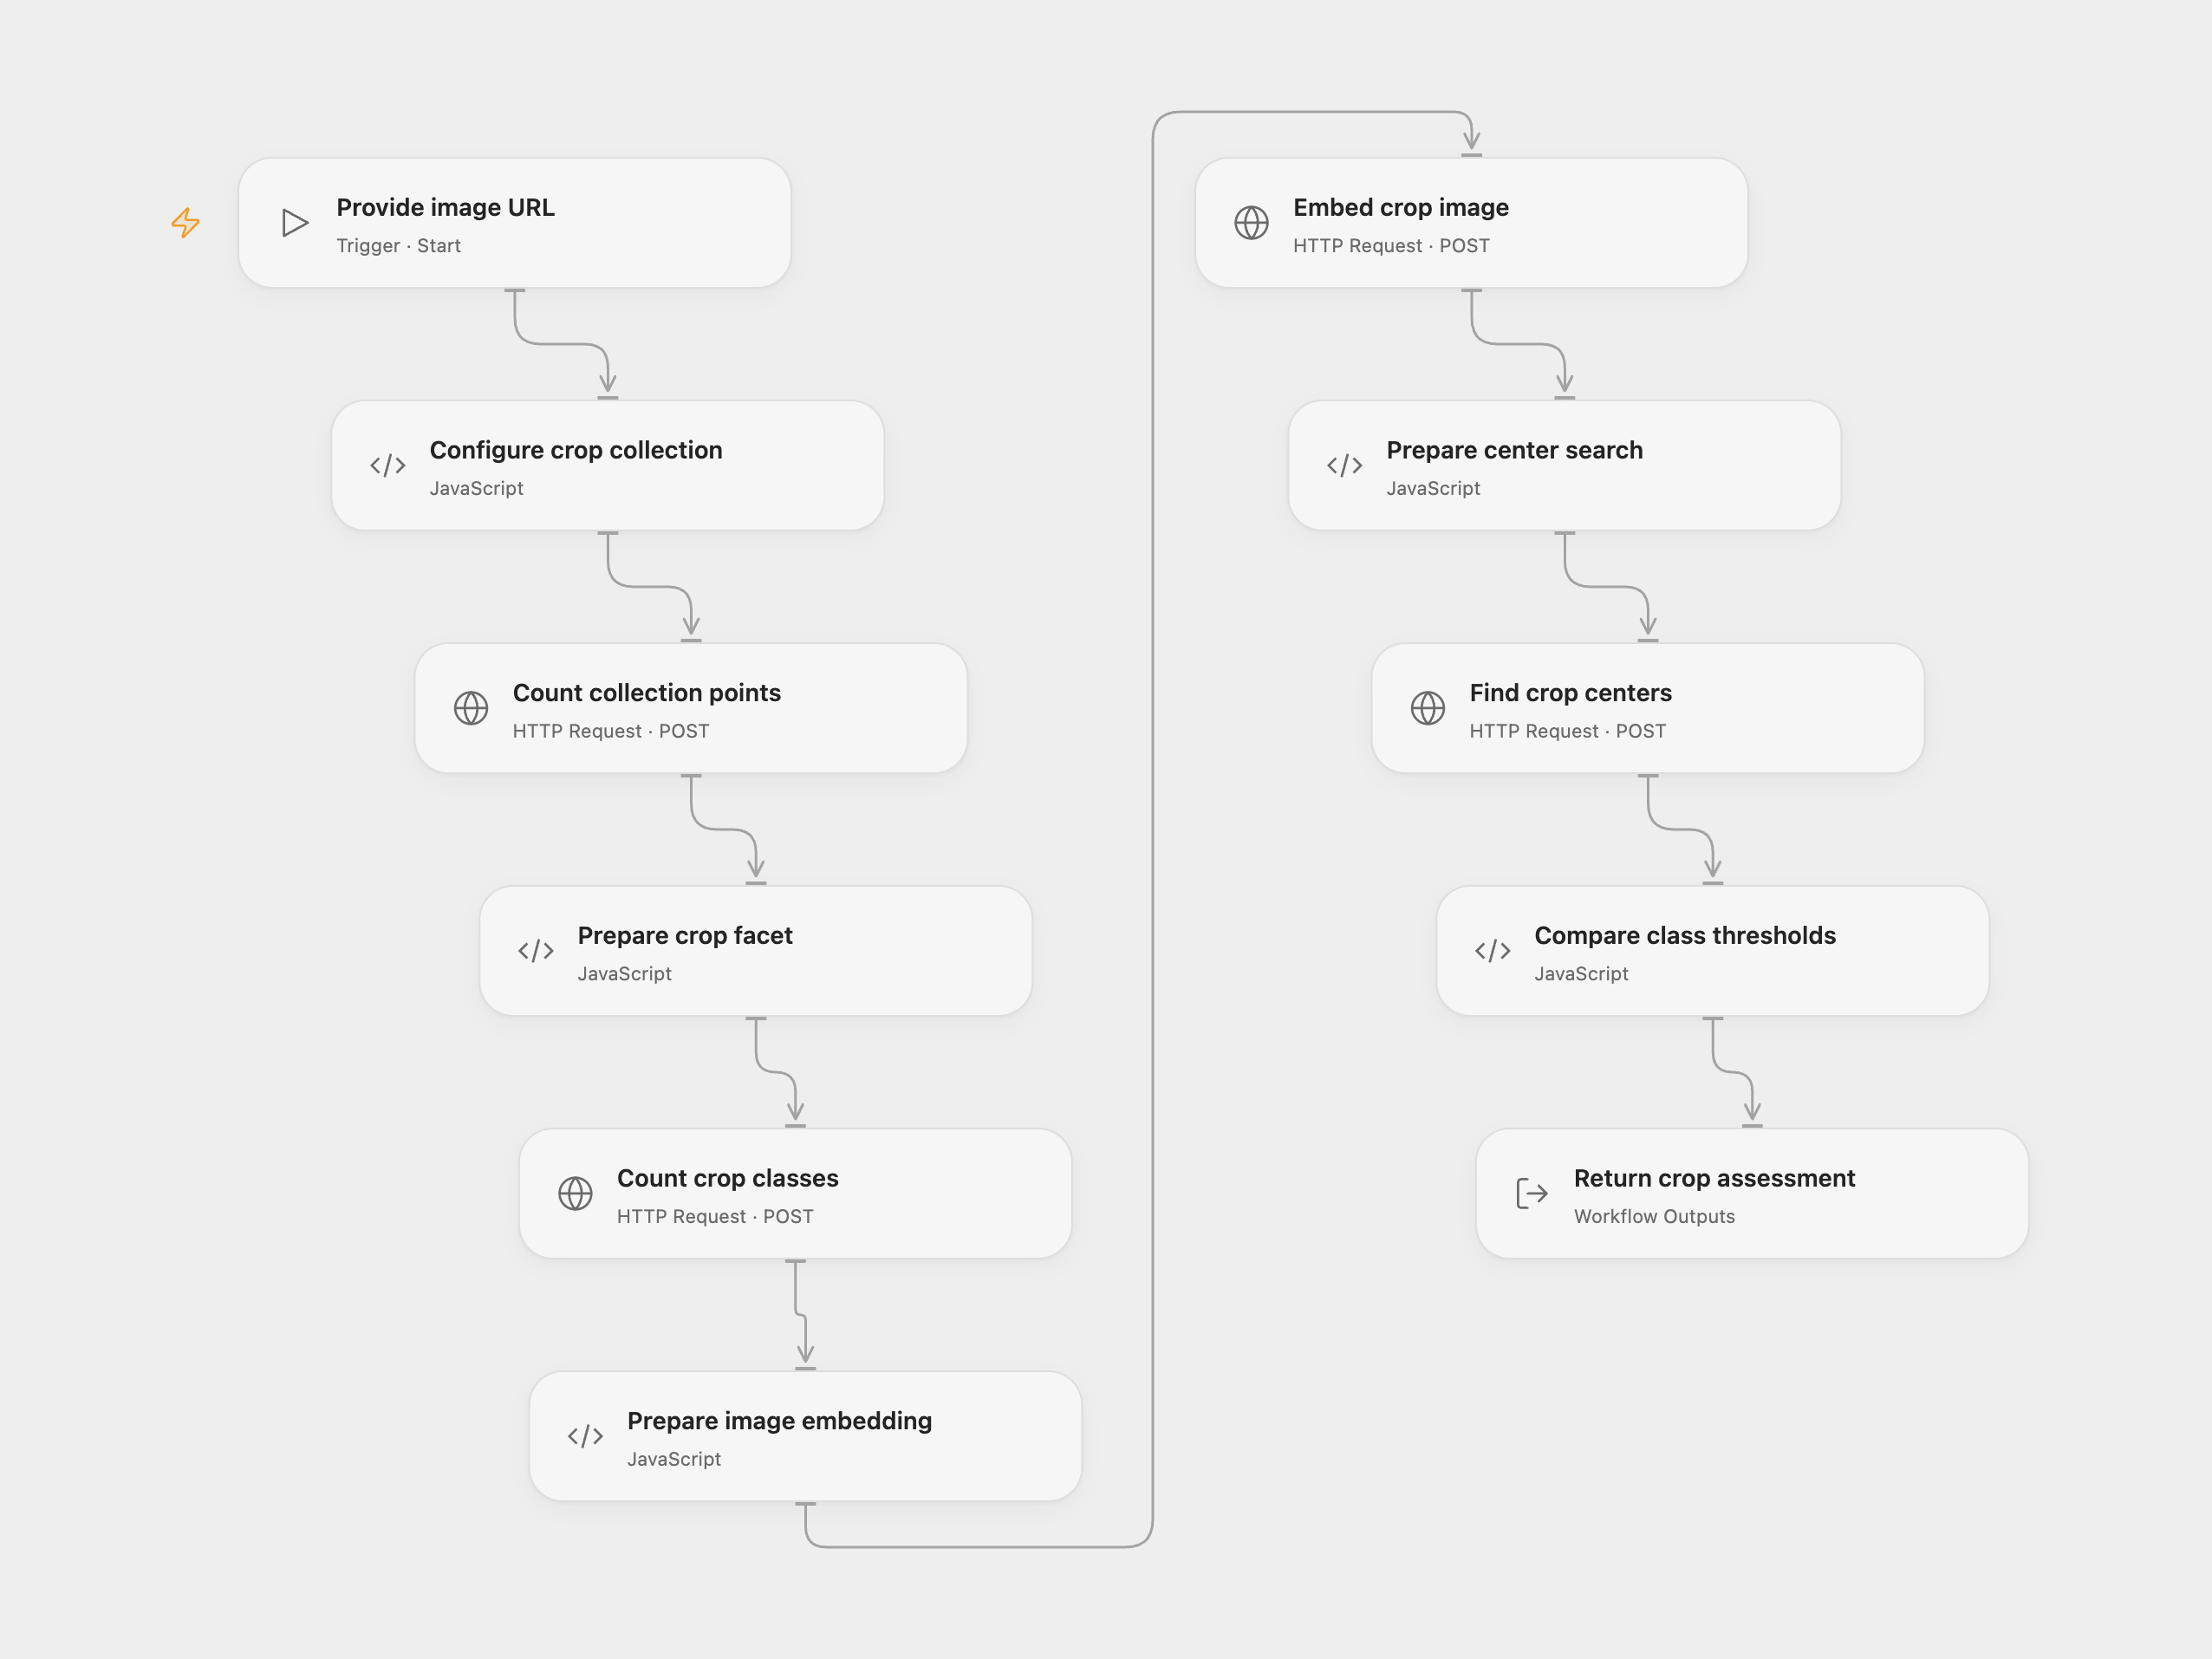 Provide image URL
Trigger · Start
Configure crop collection
JavaScript
Count collection points
HTTP Request · POST
Prepare crop facet
JavaScript
Count crop classes
HTTP Request · POST
Prepare image embedding
JavaScript
Embed crop image
HTTP Request · POST
Prepare center search
JavaScript
Find crop centers
HTTP Request · POST
Compare class thresholds
JavaScript
Return crop assessment
Workflow Outputs